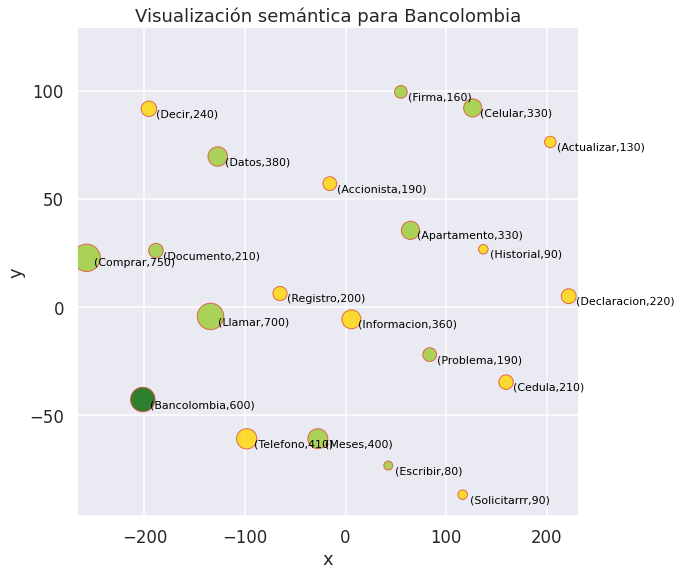 Visualización semántica para Bancolombia
y
100
50
0
−50
(Firma,160)
(Decir,240)
(Celular,330)
(Actualizar,130)
(Datos,380)
(Accionista,190)
(Apartamento,330)
(Documento,210)
(Historial,90)
(Comprar,750)
(Registro,200)
(Declaracion,220)
(Llamar,700)
(Informacion,360)
(Problema,190)
(Cedula,210)
(Bancolombia,600)
(Telefono,410)
(Meses,400)
(Escribir,80)
(Solicitarrr,90)
−200
−100
0
100
200
x